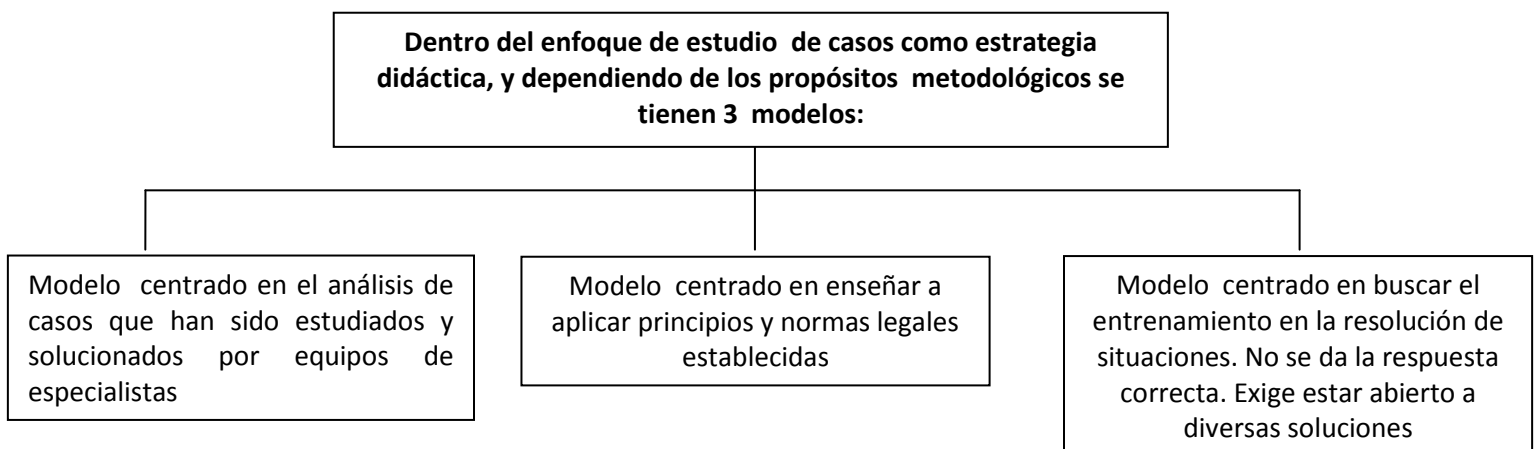 Dentro del enfoque de estudio de casos como estrategia
didáctica, y dependiendo de los propósitos metodológicos se
tienen 3 modelos:
Modelo centrado en el análisis de
casos que han sido estudiados y
solucionados por equipos de
especialistas
Modelo centrado en enseñar a
aplicar principios y normas legales
establecidas
Modelo centrado en buscar el
entrenamiento en la resolución de
situaciones. No se da la respuesta
correcta. Exige estar abierto a
diversas soluciones